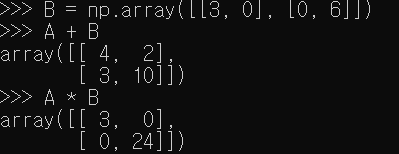 >>> B = np.array([[3, 0], [0, 6]])
>>> A + B
array([[ 4,  2],
       [ 3, 10]])
>>> A * B
array([[ 3,  0],
       [ 0, 24]])